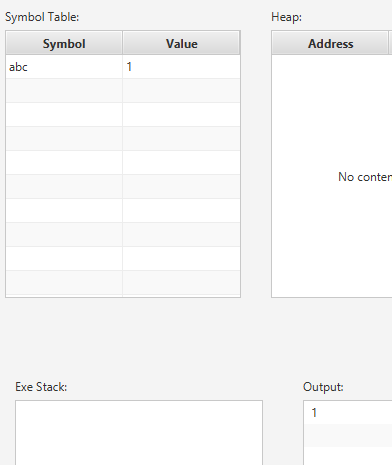 Symbol Table:
Heap:
Symbol Value
Address
abc 1
No conten
Exe Stack:
Output:
1